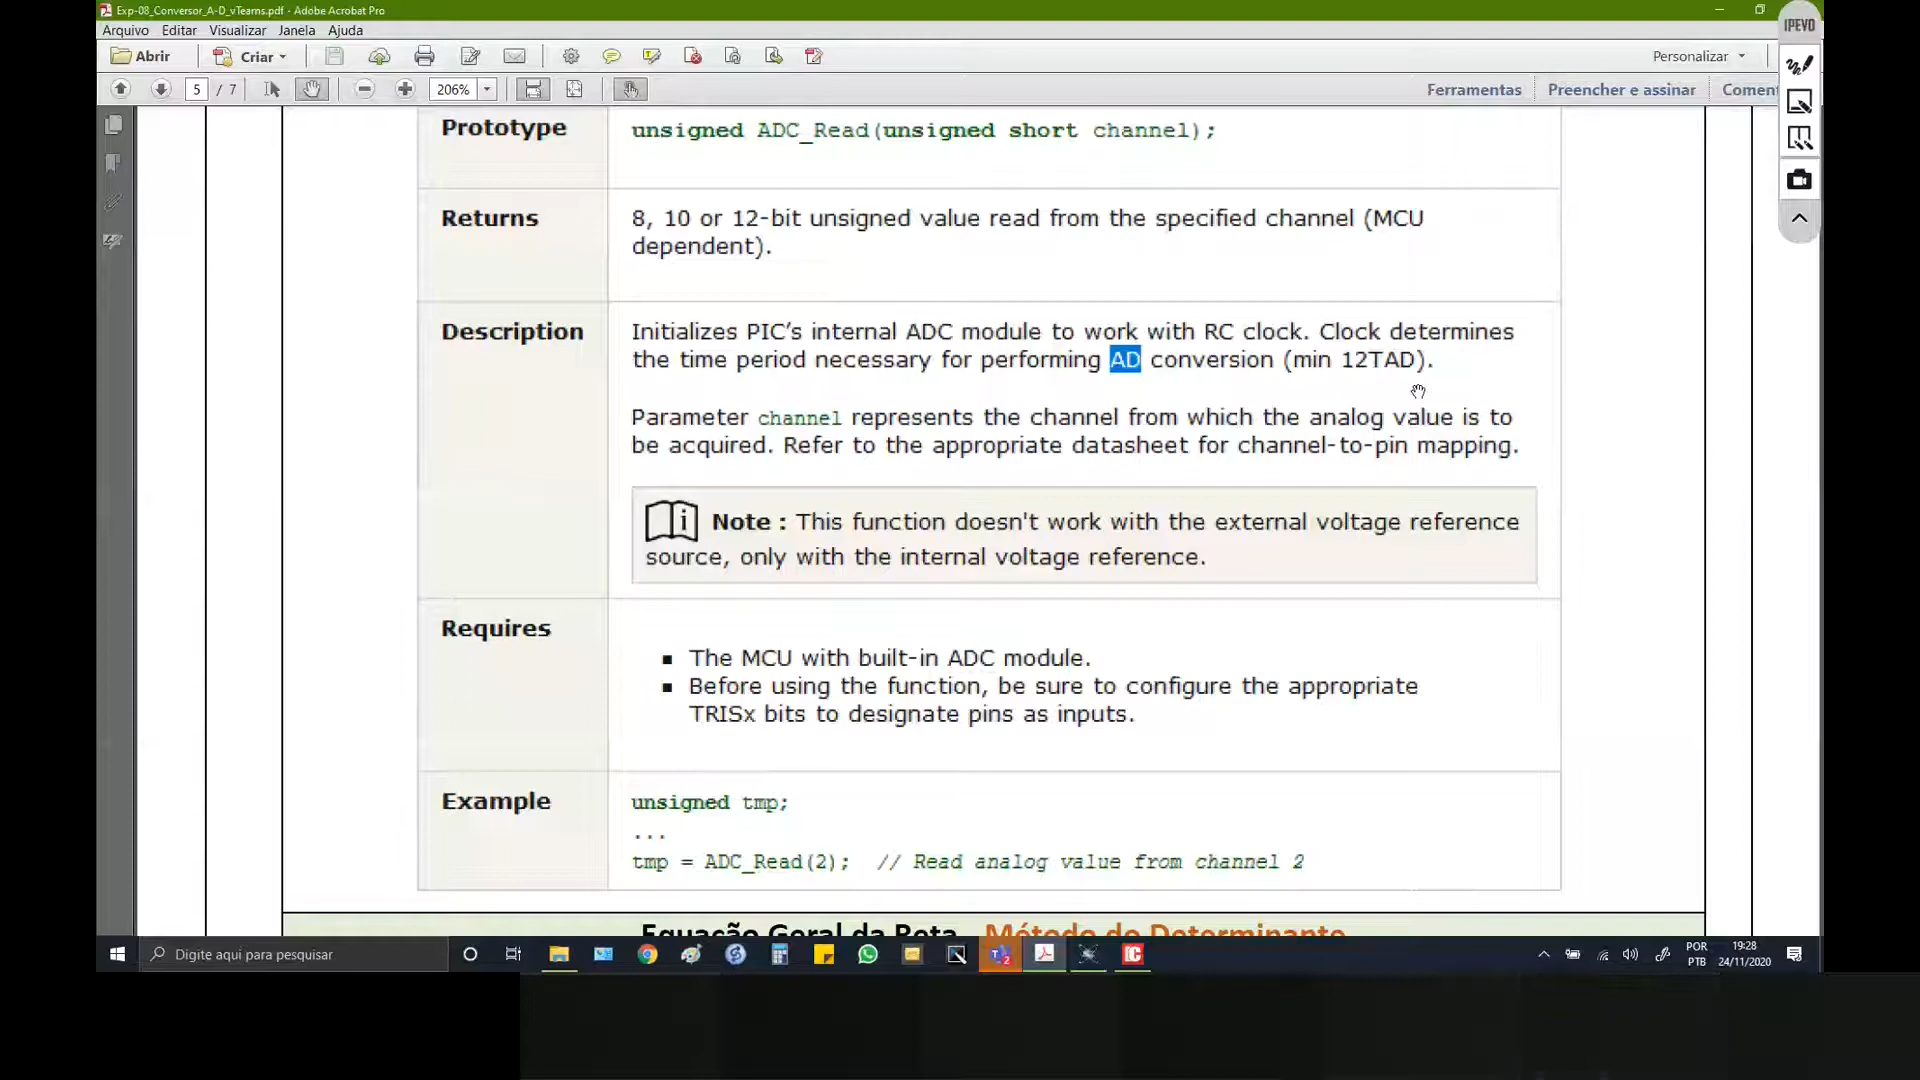 Exp-08_Conversor_A-D_vTeams.pdf - Adobe Acrobat Pro
IPEVO
Arquivo Editar Visualizar Janela Ajuda
Abrir Criar Personalizar
5 / 7 206% Ferramentas Preencher e assinar Coment
Prototype unsigned ADC_Read(unsigned short channel);
Returns 8, 10 or 12-bit unsigned value read from the specified channel (MCU
dependent).
Description Initializes PIC's internal ADC module to work with RC clock. Clock determines
the time period necessary for performing AD conversion (min 12TAD).
Parameter channel represents the channel from which the analog value is to
be acquired. Refer to the appropriate datasheet for channel-to-pin mapping.
Note : This function doesn't work with the external voltage reference
source, only with the internal voltage reference.
Requires
▪ The MCU with built-in ADC module.
▪ Before using the function, be sure to configure the appropriate
TRISx bits to designate pins as inputs.
Example unsigned tmp;
...
tmp = ADC_Read(2); // Read analog value from channel 2
Equação Geral da Reta Método do Determinante
Digite aqui para pesquisar
POR
PTB
19:28
24/11/2020